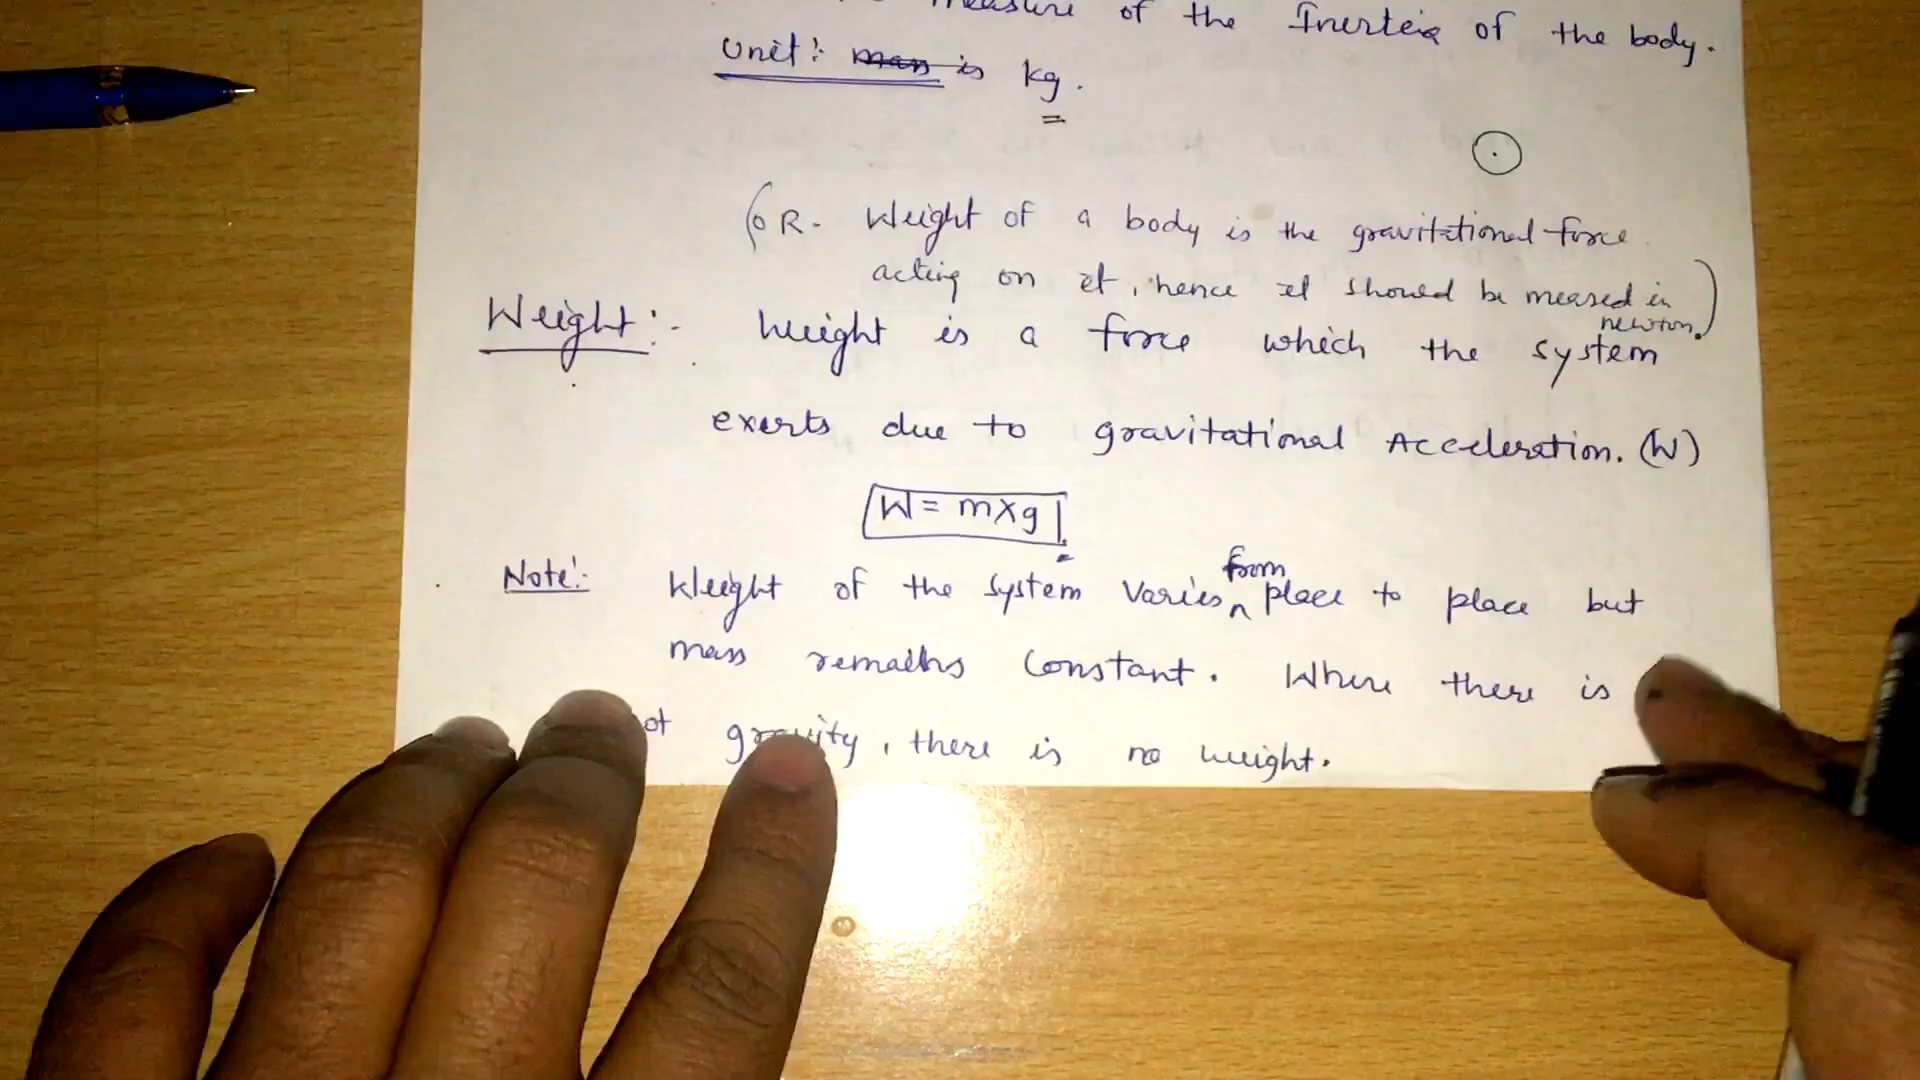 measure of the Inerteia of the body.
Unit:  is kg.
(OR- Weight of a body is the gravitational force
acting on it, hence it should be measred in
newton.)
Weight:- Weight is a force which the system
exerts due to gravitational Acceleration. (W)
W = m×g
Note:- Weight of the system varies from place to place but
mass remains constant. Where there is
gravity, there is no weight.